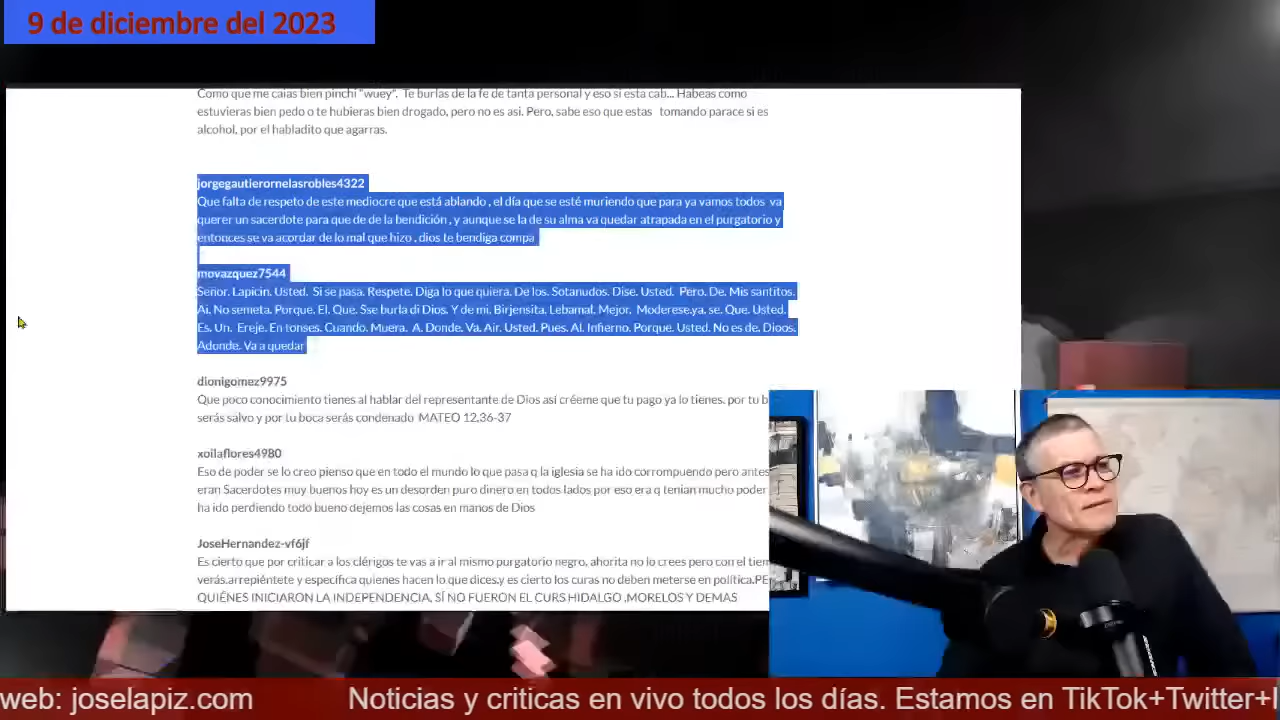 9 de diciembre del 2023
Como que me caias bien pinchi "wuey". Te burlas de la fe de tanta personal y eso si esta cab... Habeas como
estuvieras bien pedo o te hubieras bien drogado, pero no es asi. Pero, sabe eso que estas tomando parace si es
alcohol, por el habladito que agarras.
jorgegautierornelasrobles4322
Que falta de respeto de este mediocre que está ablando , el día que se esté muriendo que para ya vamos todos va
querer un sacerdote para que de de la bendición , y aunque se la de su alma va quedar atrapada en el purgatorio y
entonces se va acordar de lo mal que hizo , dios te bendiga compa
movazquez7544
Señor. Lapicin. Usted. Si se pasa. Respete. Diga lo que quiera. De los. Sotanudos. Dise. Usted. Pero. De. Mis santitos.
Ai. No semeta. Porque. El. Que. Sse burla di Dios. Y de mi. Birjensita. Lebamal. Mejor. Moderese.ya. se. Que. Usted.
Es. Un. Ereje. En tonses. Cuando. Muera. A. Donde. Va. Air. Usted. Pues. Al. Infierno. Porque. Usted. No es de. Dioos.
Adonde. Va a quedar
dionigomez9975
Que poco conocimiento tienes al hablar del representante de Dios así créeme que tu pago ya lo tienes. por tu b
serás salvo y por tu boca serás condenado MATEO 12,36-37
xoilaflores4980
Eso de poder se lo creo pienso que en todo el mundo lo que pasa q la iglesia se ha ido corrompuendo pero antes
eran Sacerdotes muy buenos hoy es un desorden puro dinero en todos lados por eso era q tenian mucho poder
ha ido perdiendo todo bueno dejemos las cosas en manos de Dios
JoseHernandez-vf6jf
Es cierto que por criticar a los clérigos te vas a ir al mismo purgatorio negro, ahorita no lo crees pero con el tiem
verás.arrepiéntete y específica quienes hacen lo que dices.y es cierto los curas no deben meterse en política.PE
QUIÉNES INICIARON LA INDEPENDENCIA, SÍ NO FUERON EL CURS HIDALGO ,MORELOS Y DEMAS
web: joselapiz.com Noticias y criticas en vivo todos los días. Estamos en TikTok+Twitter+